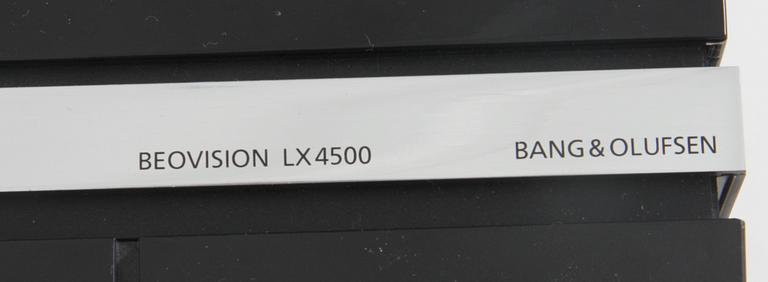 BEOVISION LX4500 BANG & OLUFSEN